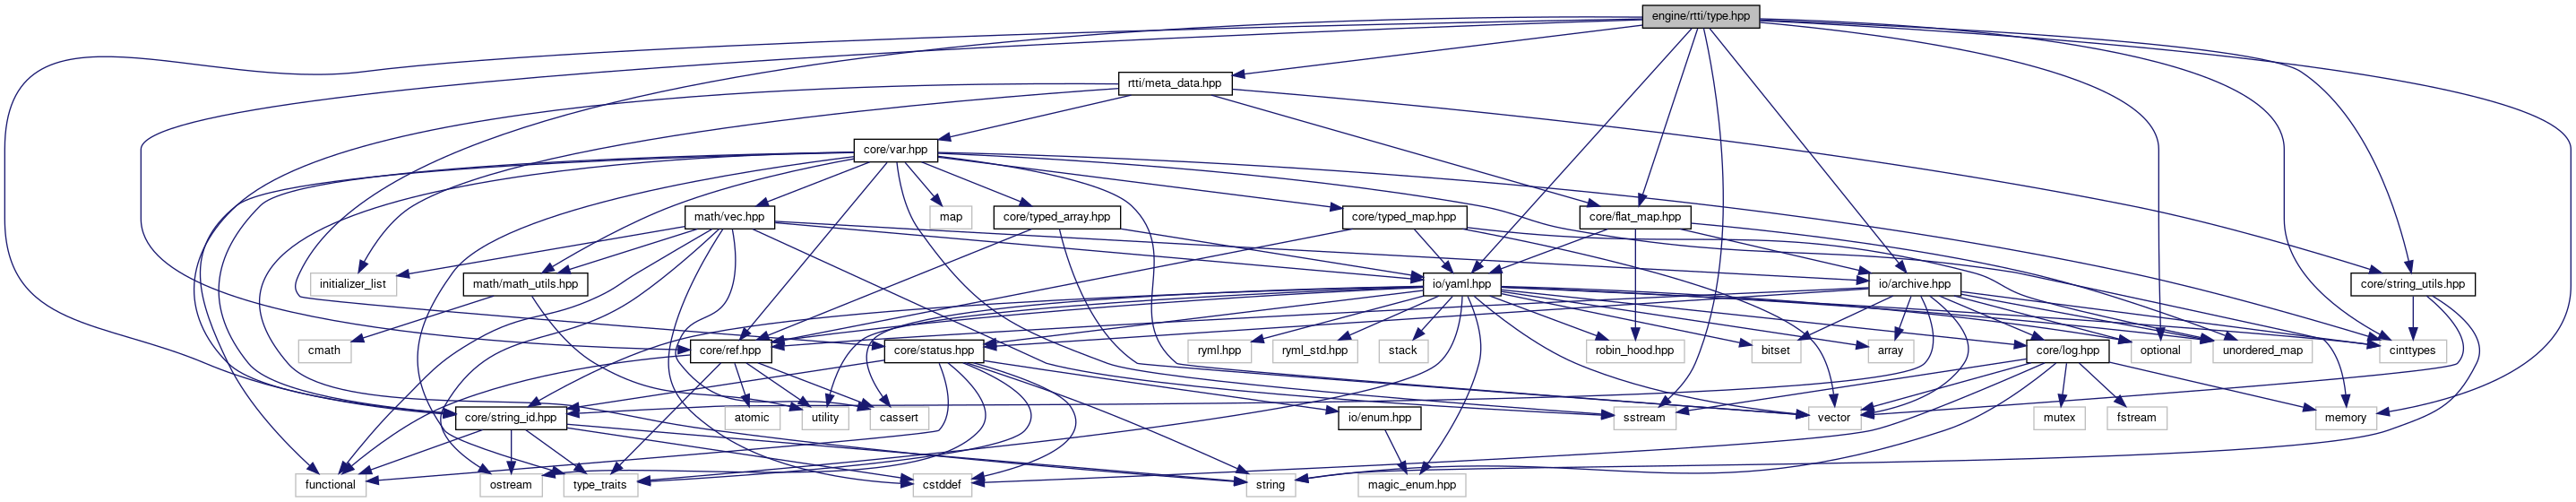 engine/rtti/type.hpp
rtti/meta_data.hpp
core/var.hpp
math/vec.hpp
map
core/typed_array.hpp
core/typed_map.hpp
core/flat_map.hpp
initializer_list
math/math_utils.hpp
io/yaml.hpp
io/archive.hpp
core/string_utils.hpp
cmath
core/ref.hpp
core/status.hpp
ryml.hpp
ryml_std.hpp
stack
robin_hood.hpp
bitset
array
core/log.hpp
optional
unordered_map
cinttypes
core/string_id.hpp
atomic
utility
cassert
io/enum.hpp
sstream
vector
mutex
fstream
memory
functional
ostream
type_traits
cstddef
string
magic_enum.hpp